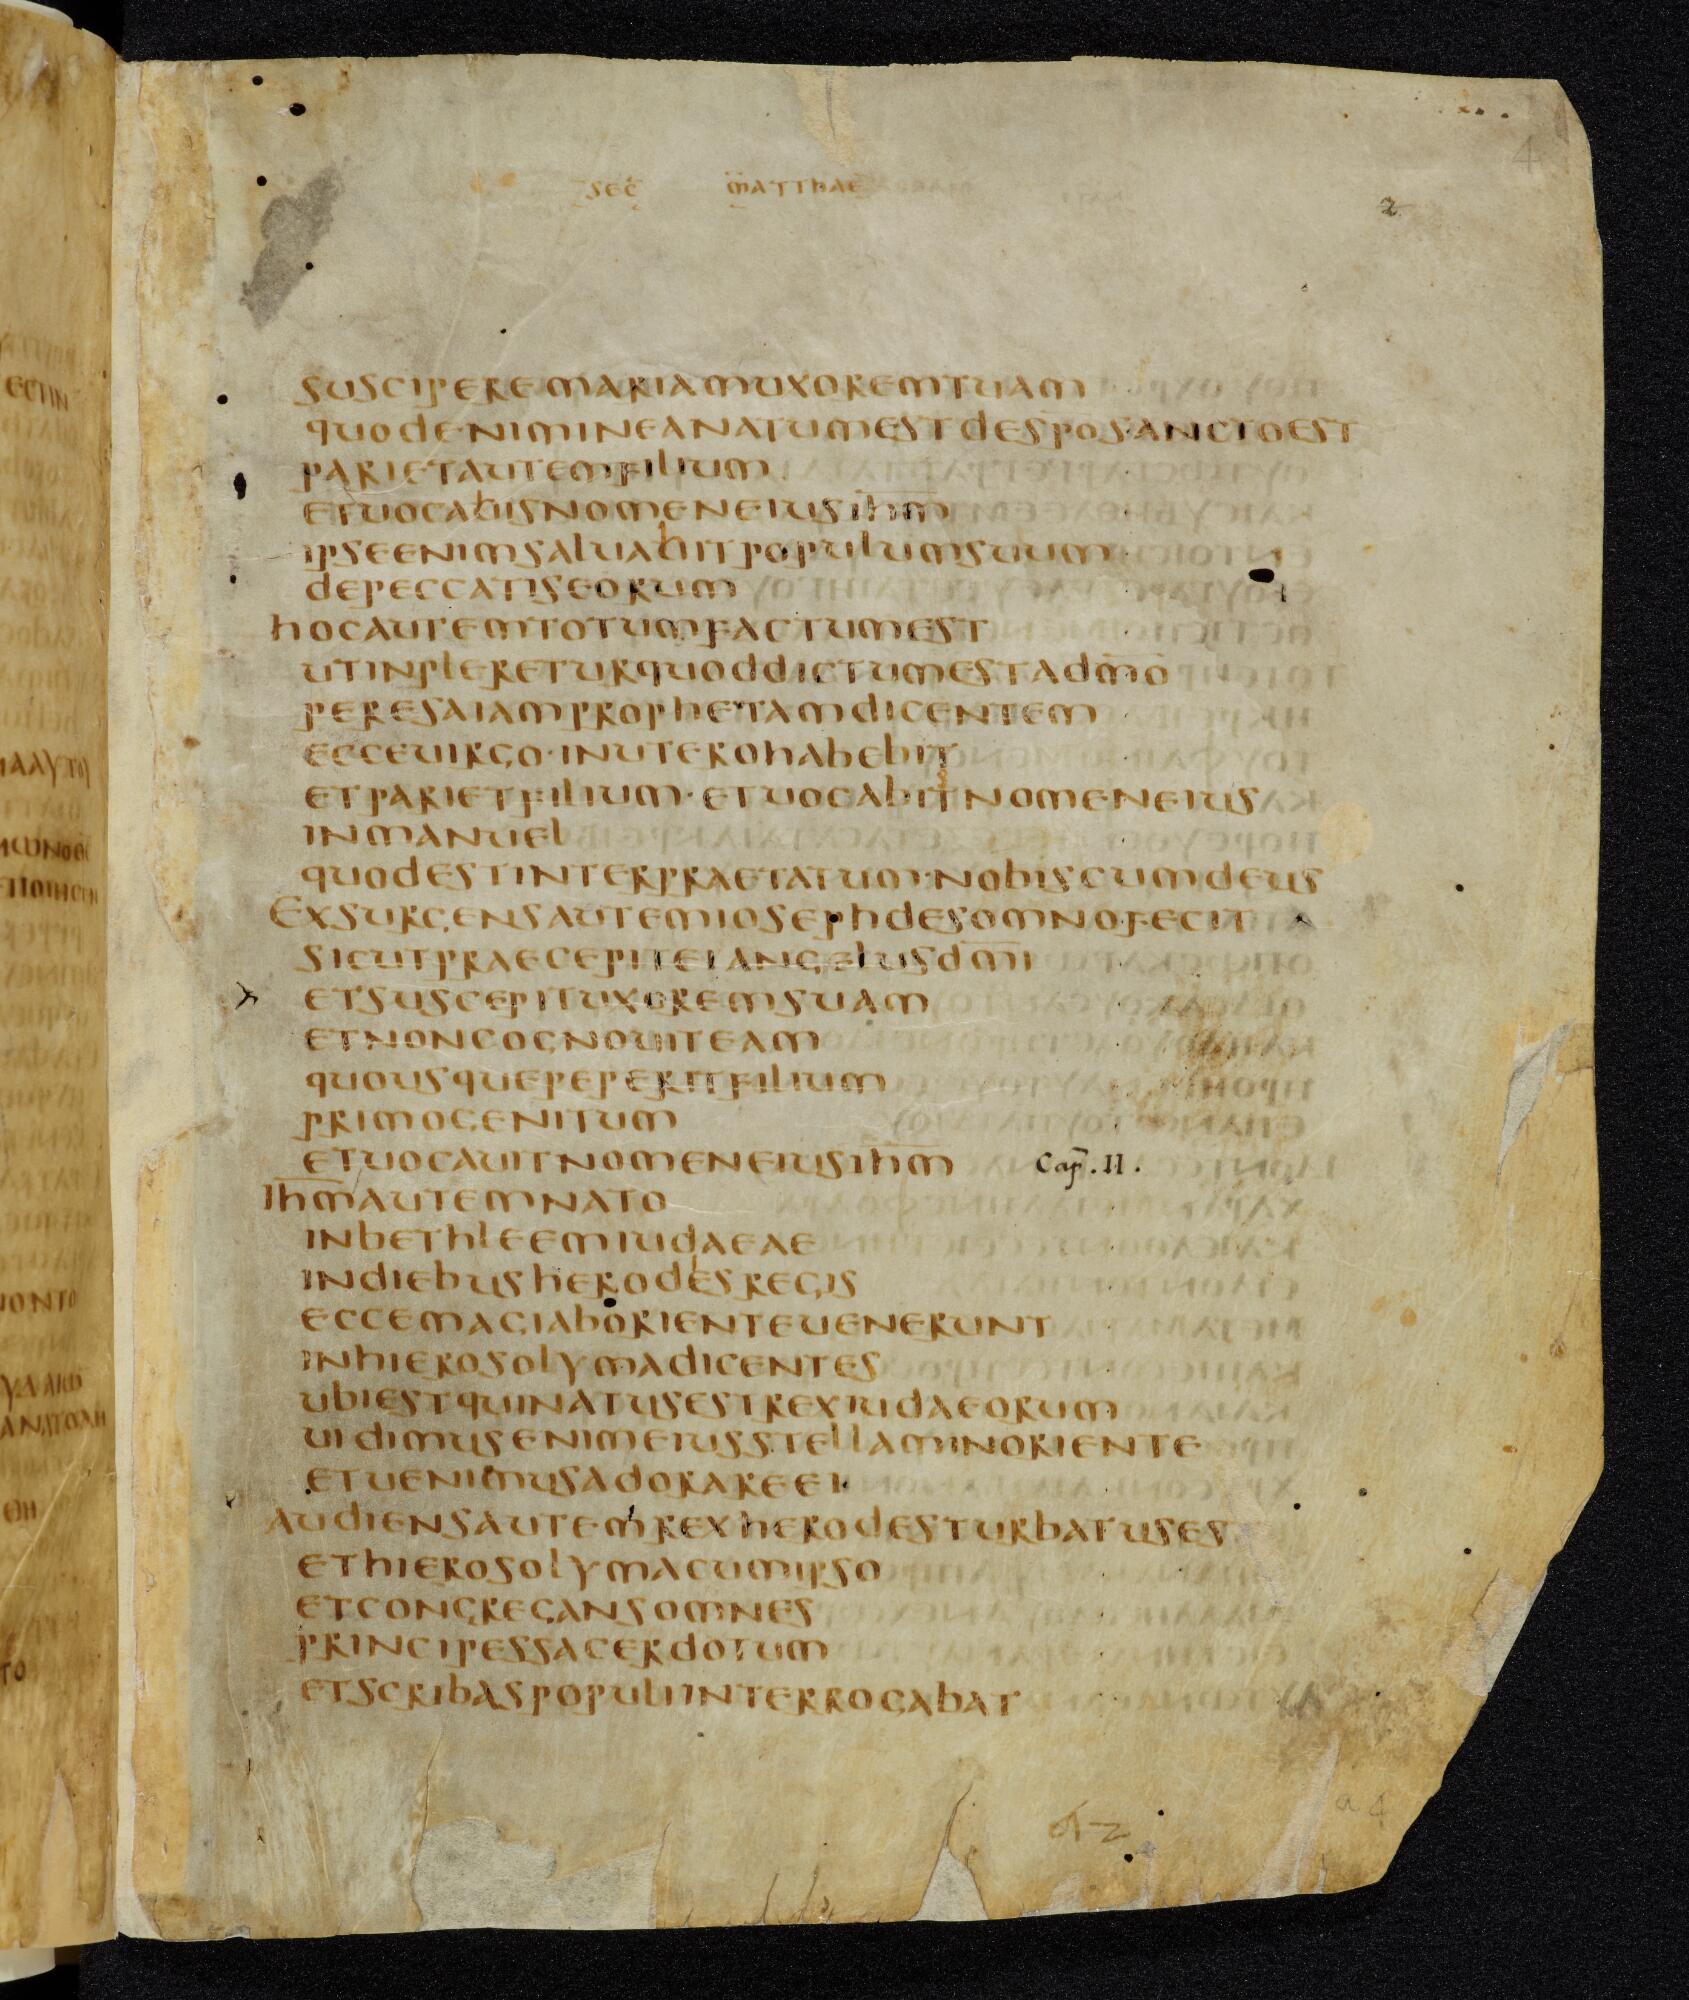 4
SEC MATTHAE
2
SUSCIPERE MARIAM UXOREM TUAM
QUOD ENIM IN EA NATUM EST DE SPO SANCTO EST
PARIET AUTEM FILIUM
ET UOCABIS NOMEN EIUS IHM
IPSE ENIM SALUABIT POPULUM SUUM
DE PECCATIS EORUM
HOC AUTEM TOTUM FACTUM EST
UT INPLERETUR QUOD DICTUM EST A DMO
PER ESAIAM PROPHETAM DICENTEM
ECCE UIRGO · IN UTERO HABEBIT
ET PARIET FILIUM · ET UOCABIT NOMEN EIUS
INMANUEL
QUOD EST INTERPRAETATUM · NOBISCUM DEUS
EXSURGENS AUTEM IOSEPH DE SOMNO · FECIT
SICUT PRAECEPIT EI ANGELUS DMI
ET SUSCEPIT UXOREM SUAM
ET NON COGNOUIT EAM
QUOUSQUE PEPERIT FILIUM
PRIMOGENITUM
ET UOCAUIT NOMEN EIUS IHM Cap̄. II.
IHM AUTEM NATO
IN BETHLEEM IUDAEAE
IN DIEBUS HERODES REGIS
ECCE MAGI AB ORIENTE UENERUNT
IN HIEROSOLYMA DICENTES
UBI EST QUI NATUS EST REX IUDAEORUM
UIDIMUS ENIM EIUS STELLAM IN ORIENTE
ET UENIMUS ADORARE EI
AUDIENS AUTEM REX HERODES TURBATUS ES
ET HIEROSOLYMA CUM IPSO
ET CONGREGANS OMNES
PRINCIPES SACERDOTUM
ET SCRIBAS POPULI INTERROGABAT
a 4